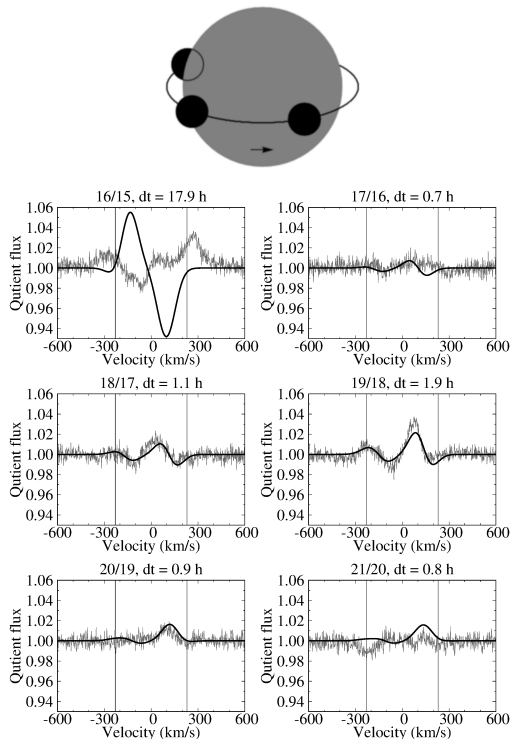 16/15, dt = 17.9 h
17/16, dt = 0.7 h
Qutient flux
1.06
1.04
1.02
1.00
0.98
0.96
0.94
-600 -300 0 300 600
Velocity (km/s)
Qutient flux
1.06
1.04
1.02
1.00
0.98
0.96
0.94
-600 -300 0 300 600
Velocity (km/s)
18/17, dt = 1.1 h
19/18, dt = 1.9 h
Qutient flux
1.06
1.04
1.02
1.00
0.98
0.96
0.94
-600 -300 0 300 600
Velocity (km/s)
Qutient flux
1.06
1.04
1.02
1.00
0.98
0.96
0.94
-600 -300 0 300 600
Velocity (km/s)
20/19, dt = 0.9 h
21/20, dt = 0.8 h
Qutient flux
1.06
1.04
1.02
1.00
0.98
0.96
0.94
-600 -300 0 300 600
Velocity (km/s)
Qutient flux
1.06
1.04
1.02
1.00
0.98
0.96
0.94
-600 -300 0 300 600
Velocity (km/s)